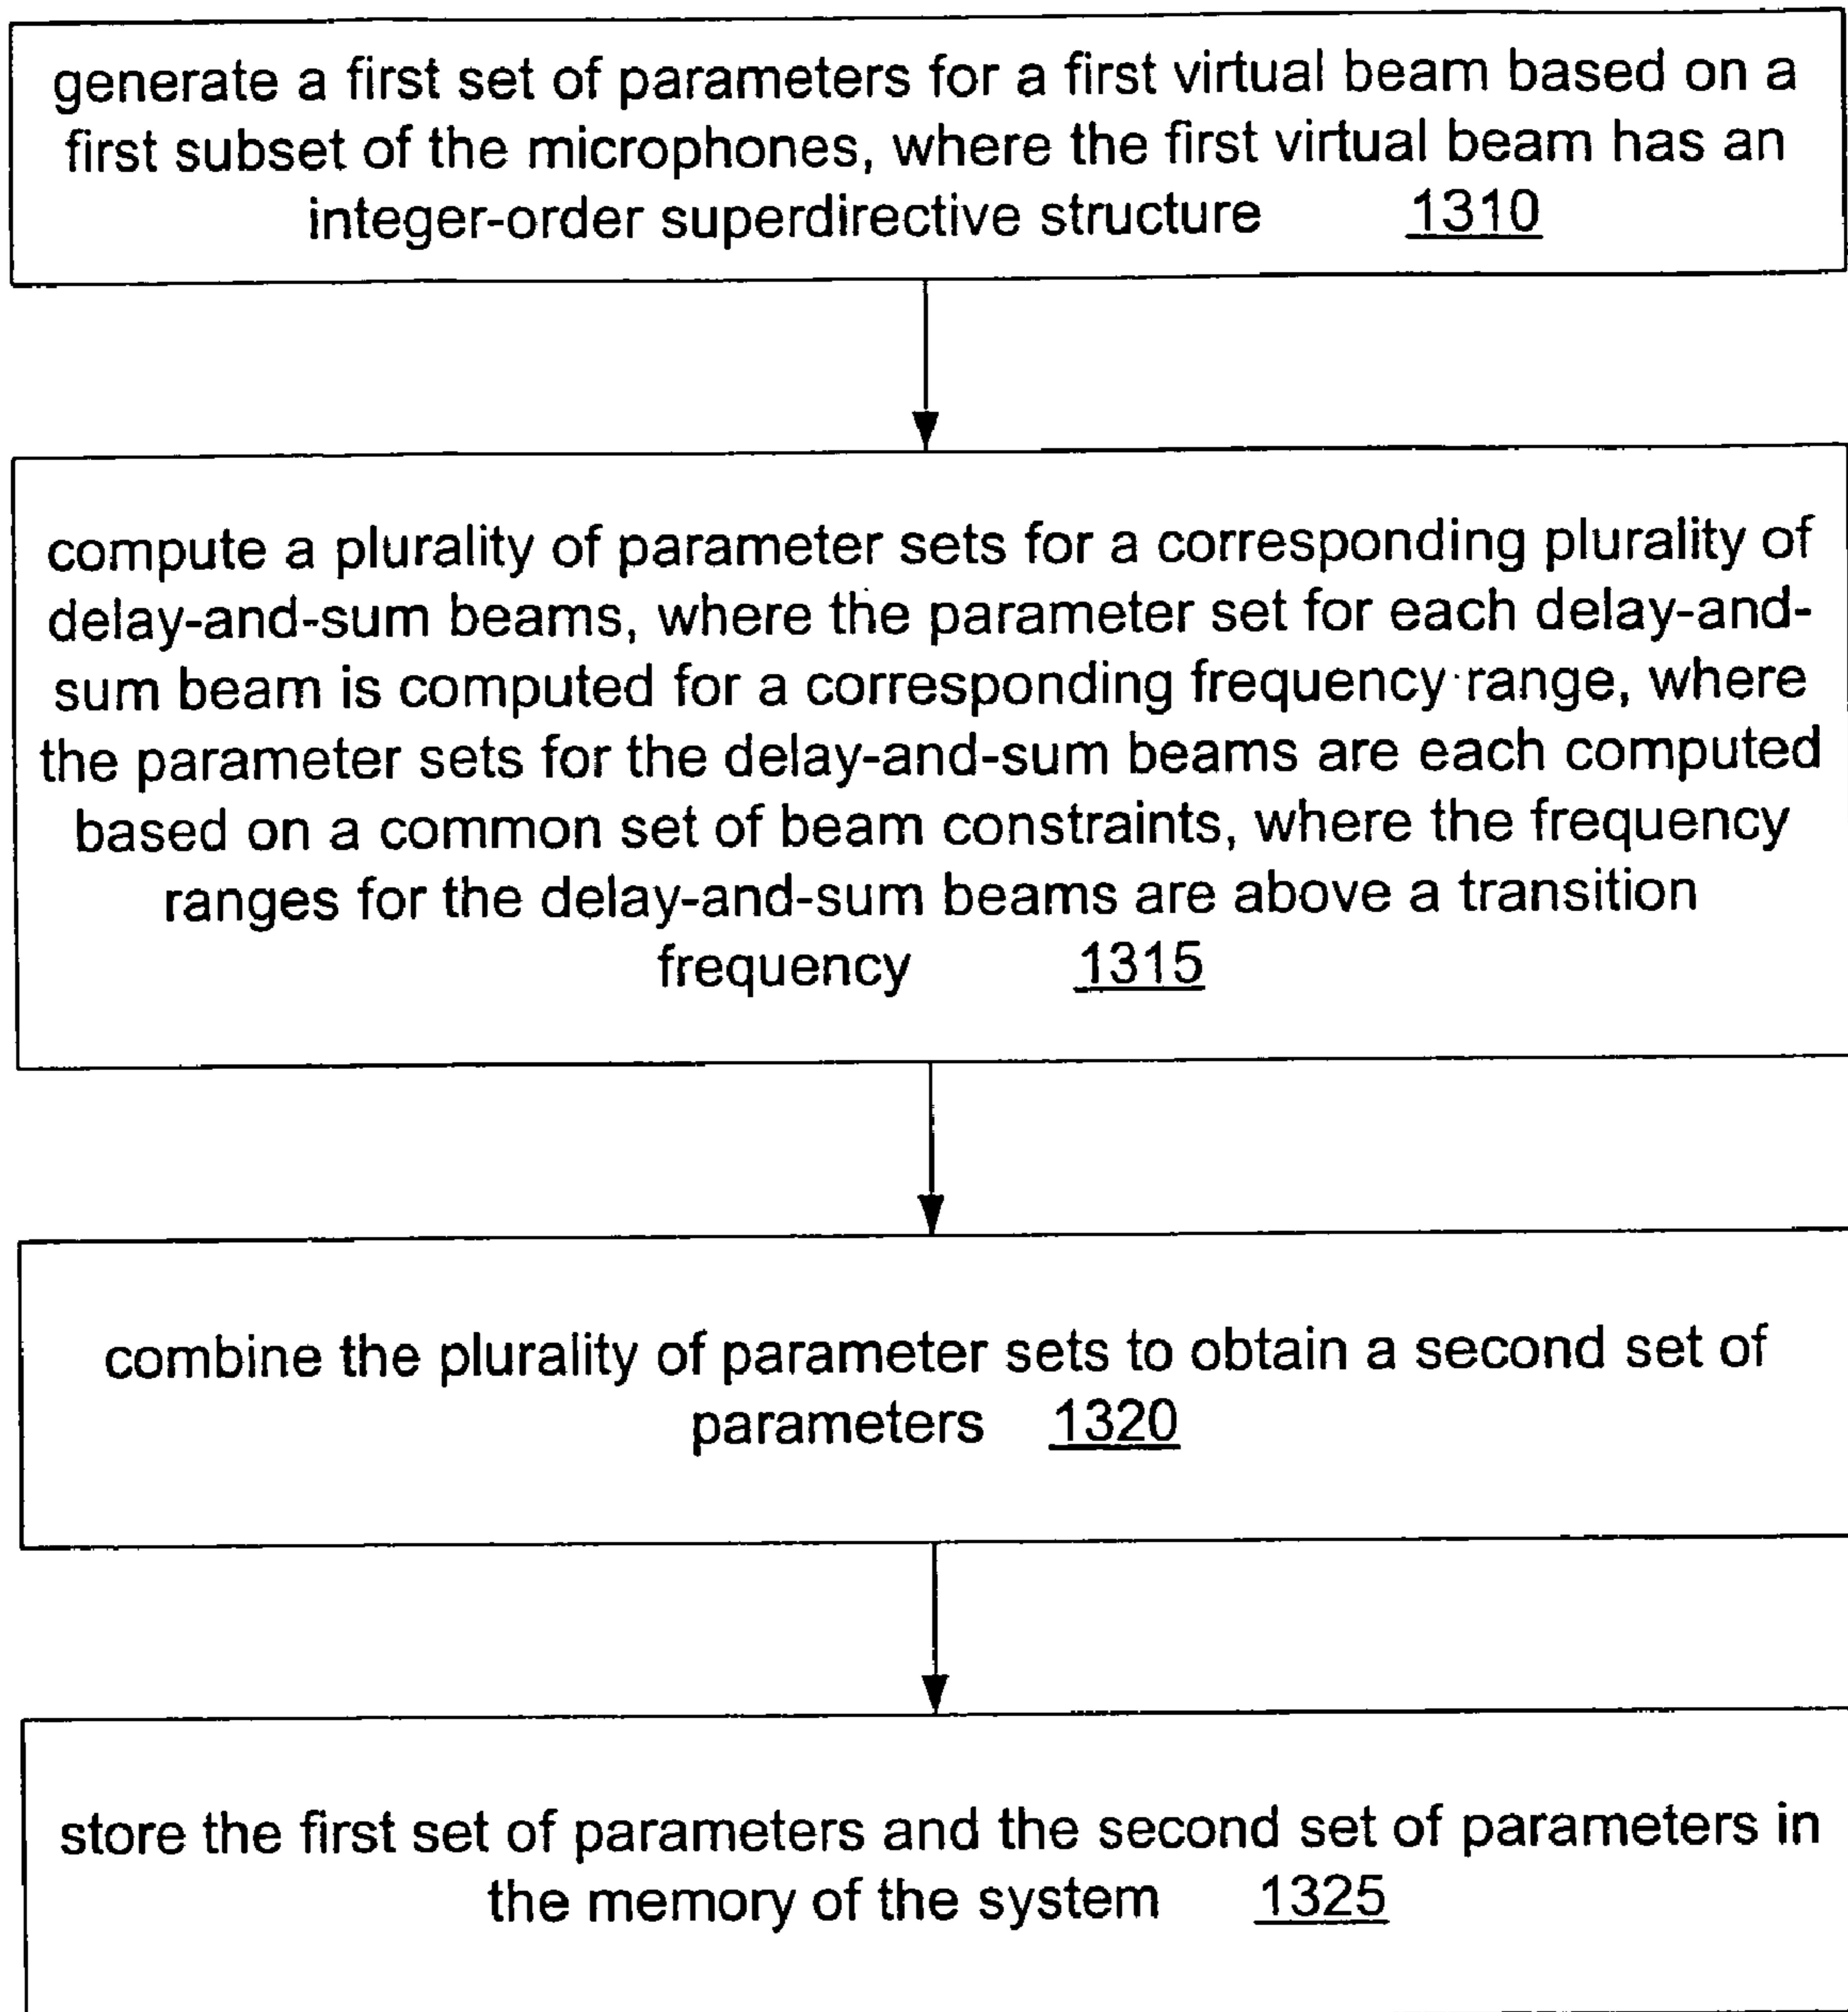 generate a first set of parameters for a first virtual beam based on a
first subset of the microphones, where the first virtual beam has an
integer-order superdirective structure 1310
compute a plurality of parameter sets for a corresponding plurality of
delay-and-sum beams, where the parameter set for each delay-and-
sum beam is computed for a corresponding frequency range, where
the parameter sets for the delay-and-sum beams are each computed
based on a common set of beam constraints, where the frequency
ranges for the delay-and-sum beams are above a transition
frequency 1315
combine the plurality of parameter sets to obtain a second set of
parameters 1320
store the first set of parameters and the second set of parameters in
the memory of the system 1325